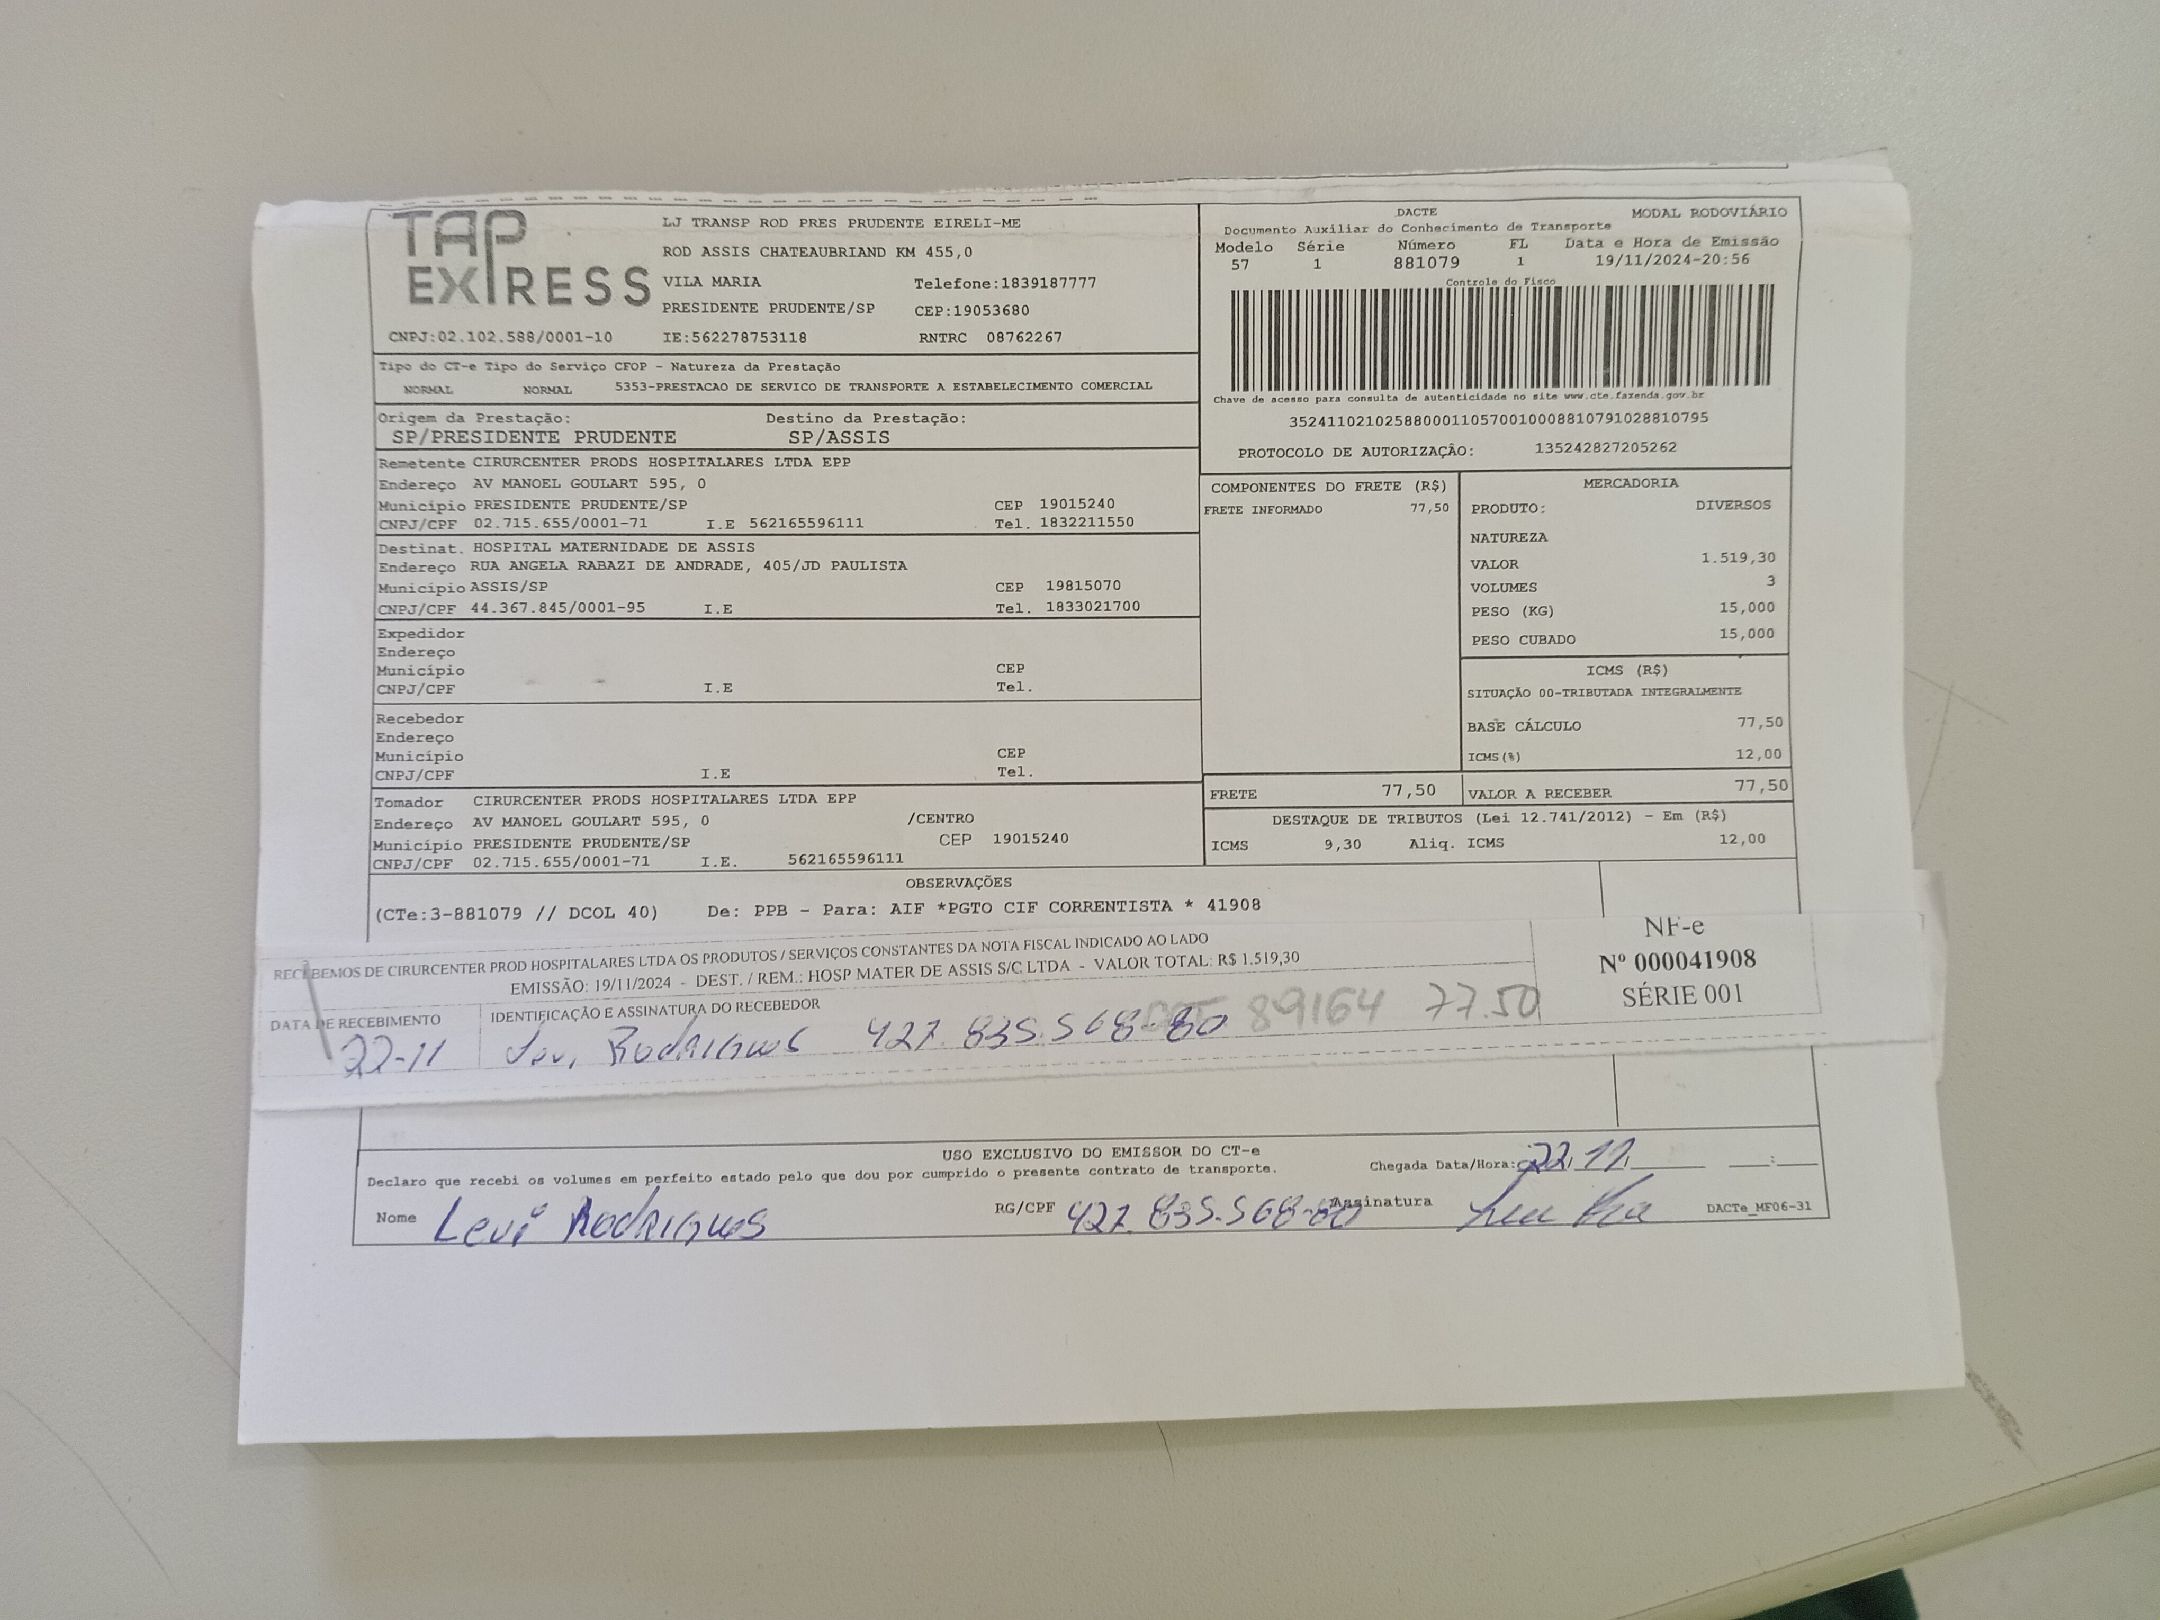 TAP EXPRESS
LJ TRANSP ROD PRES PRUDENTE EIRELI-ME
ROD ASSIS CHATEAUBRIAND KM 455,0
VILA MARIA Telefone:1839187777
PRESIDENTE PRUDENTE/SP CEP:19053680
CNPJ:02.102.588/0001-10 IE:562278753118 RNTRC 08762267
DACTE MODAL RODOVIÁRIO
Documento Auxiliar do Conhecimento de Transporte
Modelo Série Número FL Data e Hora de Emissão
57 1 881079 1 19/11/2024-20:56
Controle do Fisco
Chave de acesso para consulta de autenticidade no site www.cte.fazenda.gov.br
35241102102588000110570010008810791028810795
PROTOCOLO DE AUTORIZAÇÃO: 135242827205262
Tipo do CT-e Tipo do Serviço CFOP - Natureza da Prestação
NORMAL NORMAL 5353-PRESTACAO DE SERVICO DE TRANSPORTE A ESTABELECIMENTO COMERCIAL
Origem da Prestação: Destino da Prestação:
SP/PRESIDENTE PRUDENTE SP/ASSIS
Remetente CIRURCENTER PRODS HOSPITALARES LTDA EPP
Endereço AV MANOEL GOULART 595, 0
Município PRESIDENTE PRUDENTE/SP CEP 19015240
CNPJ/CPF 02.715.655/0001-71 I.E 562165596111 Tel. 1832211550
Destinat. HOSPITAL MATERNIDADE DE ASSIS
Endereço RUA ANGELA RABAZI DE ANDRADE, 405/JD PAULISTA
Município ASSIS/SP CEP 19815070
CNPJ/CPF 44.367.845/0001-95 I.E Tel. 1833021700
Expedidor
Endereço
Município CEP
CNPJ/CPF I.E Tel.
Recebedor
Endereço
Município CEP
CNPJ/CPF I.E Tel.
Tomador CIRURCENTER PRODS HOSPITALARES LTDA EPP
Endereço AV MANOEL GOULART 595, 0 /CENTRO
Município PRESIDENTE PRUDENTE/SP CEP 19015240
CNPJ/CPF 02.715.655/0001-71 I.E. 562165596111
COMPONENTES DO FRETE (R$)
FRETE INFORMADO 77,50
MERCADORIA
PRODUTO: DIVERSOS
NATUREZA
VALOR 1.519,30
VOLUMES 3
PESO (KG) 15,000
PESO CUBADO 15,000
ICMS (R$)
SITUAÇÃO 00-TRIBUTADA INTEGRALMENTE
BASE CÁLCULO 77,50
ICMS(%) 12,00
FRETE 77,50 VALOR A RECEBER 77,50
DESTAQUE DE TRIBUTOS (Lei 12.741/2012) - Em (R$)
ICMS 9,30 Aliq. ICMS 12,00
OBSERVAÇÕES
(CTe:3-881079 // DCOL 40) De: PPB - Para: AIF *PGTO CIF CORRENTISTA * 41908
RECEBEMOS DE CIRURCENTER PROD HOSPITALARES LTDA OS PRODUTOS / SERVIÇOS CONSTANTES DA NOTA FISCAL INDICADO AO LADO
EMISSÃO: 19/11/2024 - DEST. / REM.: HOSP MATER DE ASSIS S/C LTDA - VALOR TOTAL: R$ 1.519,30
NF-e
Nº 000041908
SÉRIE 001
DATA DE RECEBIMENTO IDENTIFICAÇÃO E ASSINATURA DO RECEBEDOR
22-11 Rodrigues 427.835.568-80 89164 77.50
USO EXCLUSIVO DO EMISSOR DO CT-e
Declaro que recebi os volumes em perfeito estado pelo que dou por cumprido o presente contrato de transporte. Chegada Data/Hora: 22/11/ :
Nome Levi Rodrigues RG/CPF 427.835.568-80 Assinatura DACTe_MF06-31